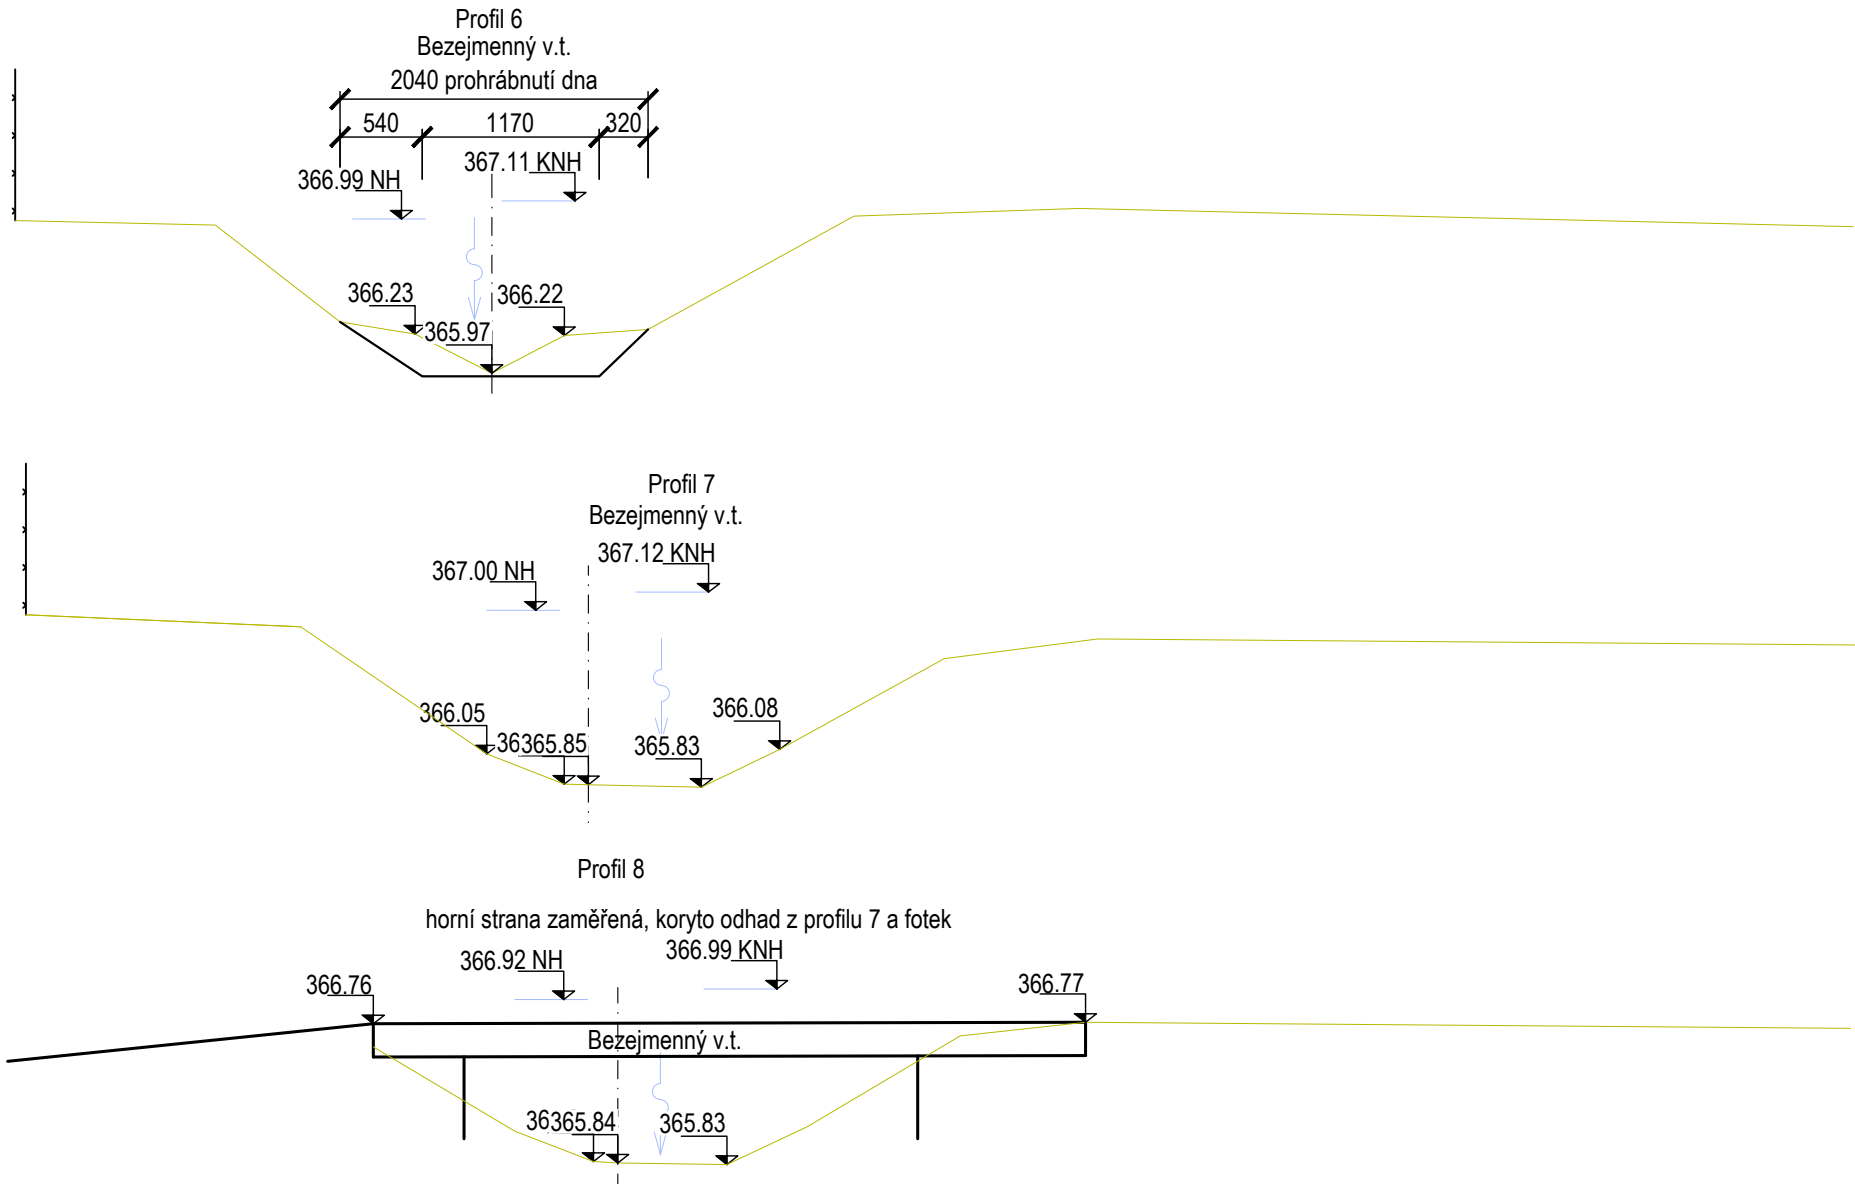 Profil 6
Bezejmenný v.t.
2040 prohrábnutí dna
540 1170 320
367.11 KNH
366.99 NH
366.23 366.22
365.97
Profil 7
Bezejmenný v.t.
367.12 KNH
367.00 NH
366.05 366.08
365.85 365.83
Profil 8
horní strana zaměřená, koryto odhad z profilu 7 a fotek
366.92 NH 366.99 KNH
366.76 366.77
Bezejmenný v.t.
365.84 365.83